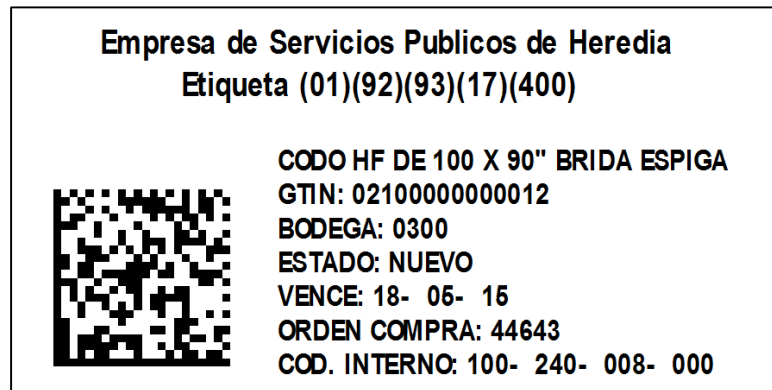 Empresa de Servicios Publicos de Heredia
Etiqueta (01)(92)(93)(17)(400)
CODO HF DE 100 X 90" BRIDA ESPIGA
GTIN: 02100000000012
BODEGA: 0300
ESTADO: NUEVO
VENCE: 18- 05- 15
ORDEN COMPRA: 44643
COD. INTERNO: 100- 240- 008- 000